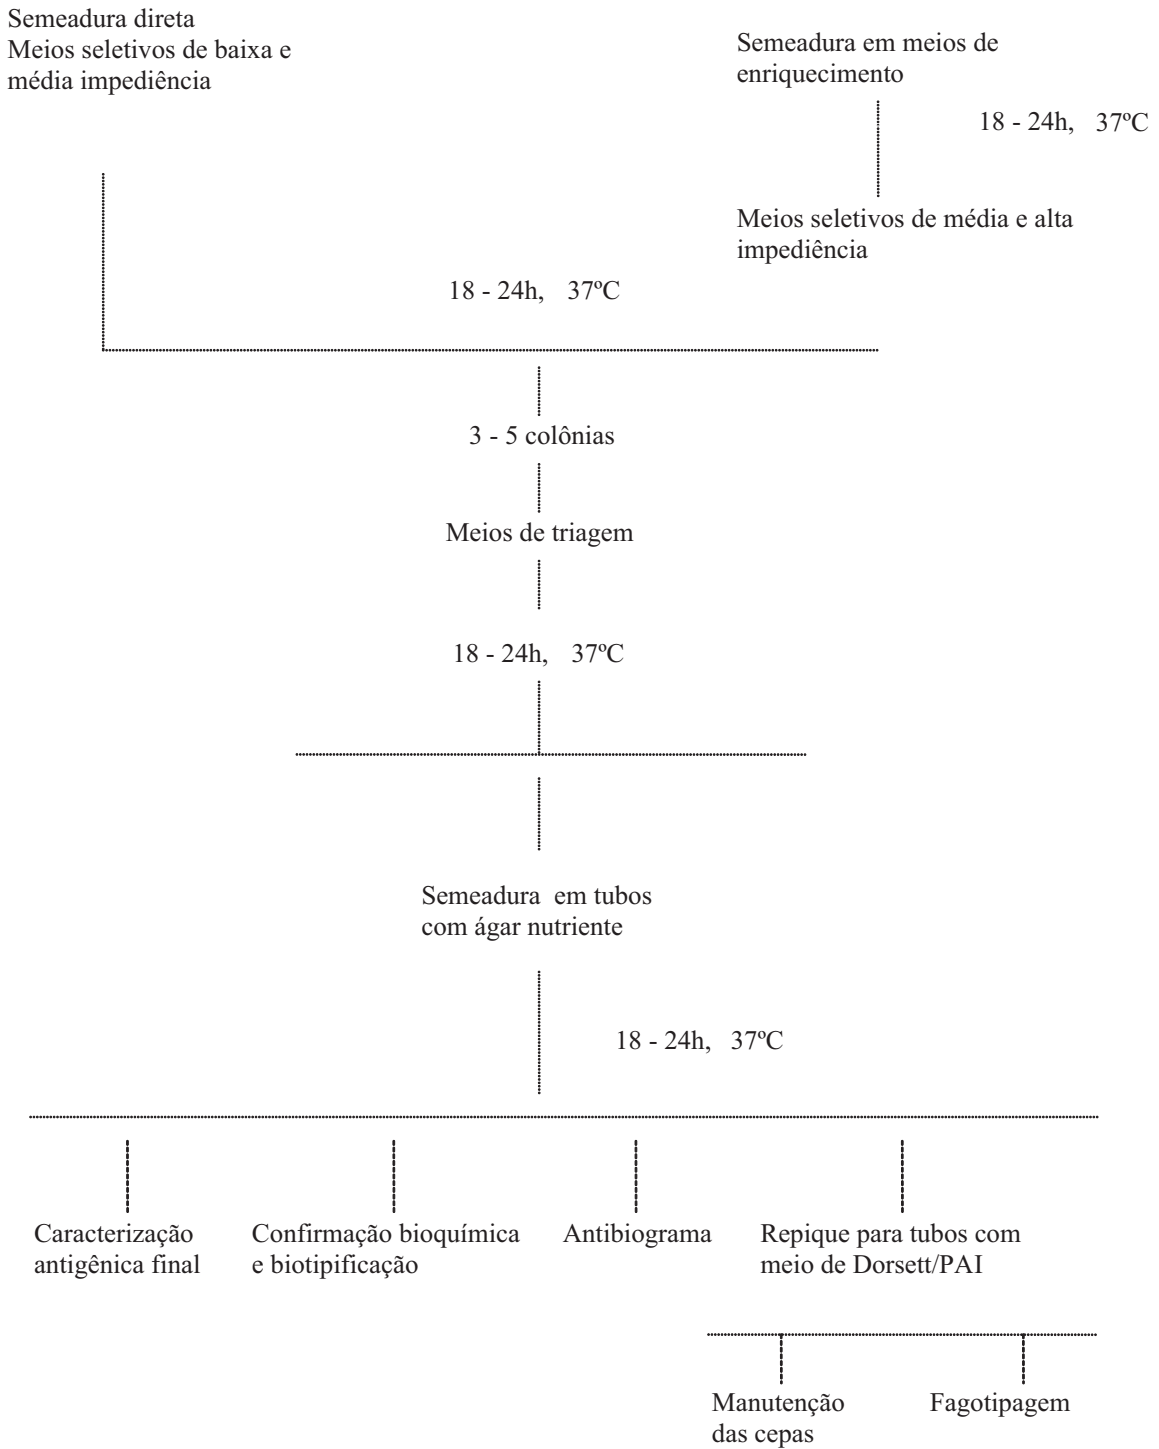 Semeadura direta
Meios seletivos de baixa e
média impediência
Semeadura em meios de
enriquecimento
18 - 24h, 37ºC
Meios seletivos de média e alta
impediência
18 - 24h, 37ºC
3 - 5 colônias
Meios de triagem
18 - 24h, 37ºC
Semeadura em tubos
com ágar nutriente
18 - 24h, 37ºC
Caracterização
antigênica final
Confirmação bioquímica
e biotipificação
Antibiograma
Repique para tubos com
meio de Dorsett/PAI
Manutenção
das cepas
Fagotipagem